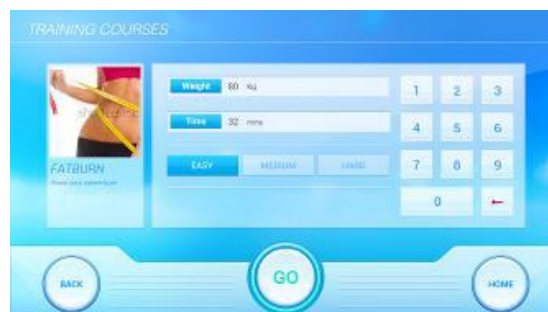 TRAINING COURSES
Weight 80 Kg
Time 32 mins
EASY MEDIUM HARD
FATBURN
1 2 3
4 5 6
7 8 9
0
BACK
GO
HOME